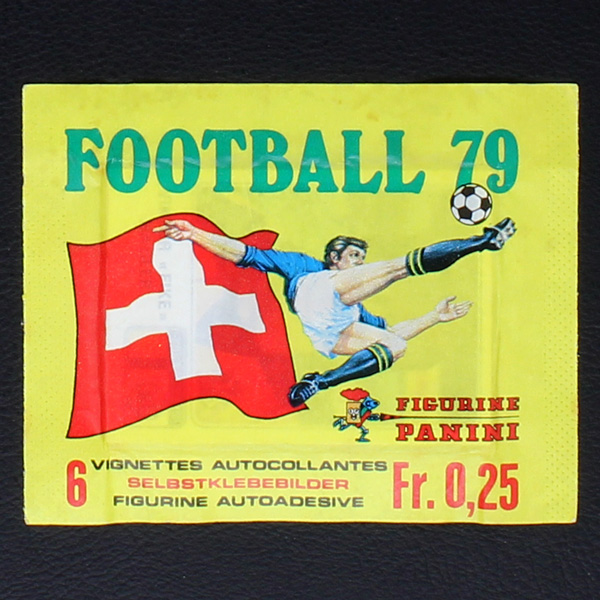 FOOTBALL 79
FIGURINE
PANINI
6 VIGNETTES AUTOCOLLANTES
SELBSTKLEBEBILDER
FIGURINE AUTOADESIVE
Fr. 0,25